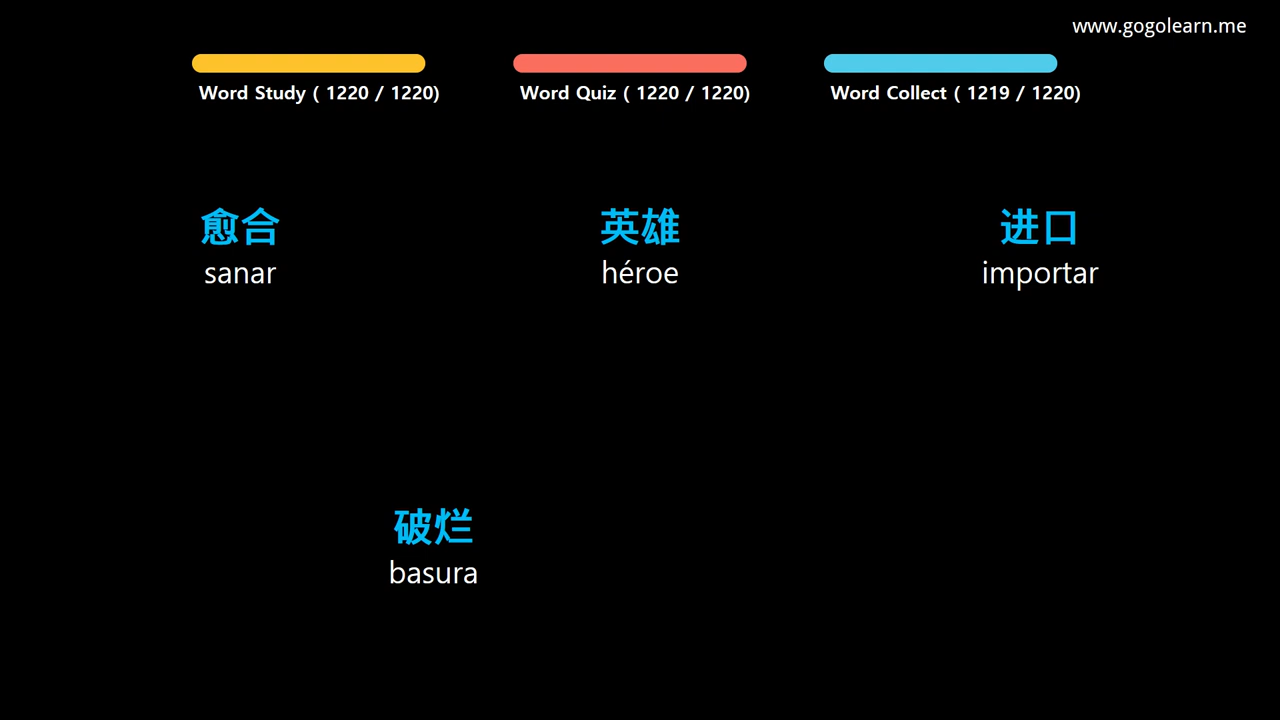 www.gogolearn.me
Word Study ( 1220 / 1220)
Word Quiz ( 1220 / 1220)
Word Collect ( 1219 / 1220)
愈合
sanar
英雄
héroe
进口
importar
破烂
basura